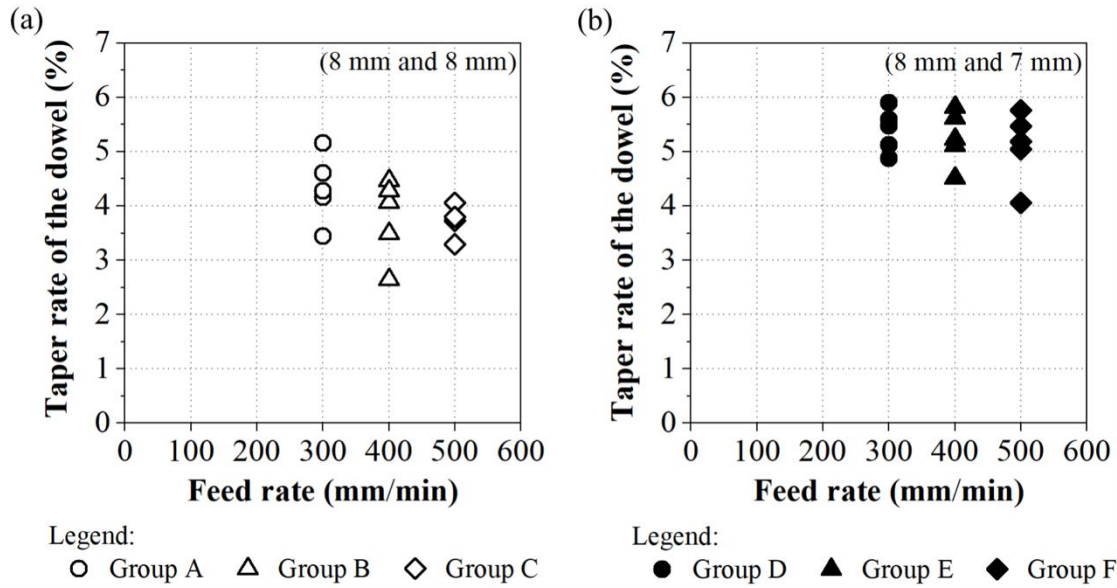 (a)
(8 mm and 8 mm)
Taper rate of the dowel (%)
7
6
5
4
3
2
1
0
0 100 200 300 400 500 600
Feed rate (mm/min)
Legend:
Group A Group B Group C
(b)
(8 mm and 7 mm)
Taper rate of the dowel (%)
7
6
5
4
3
2
1
0
0 100 200 300 400 500 600
Feed rate (mm/min)
Legend:
Group D Group E Group F